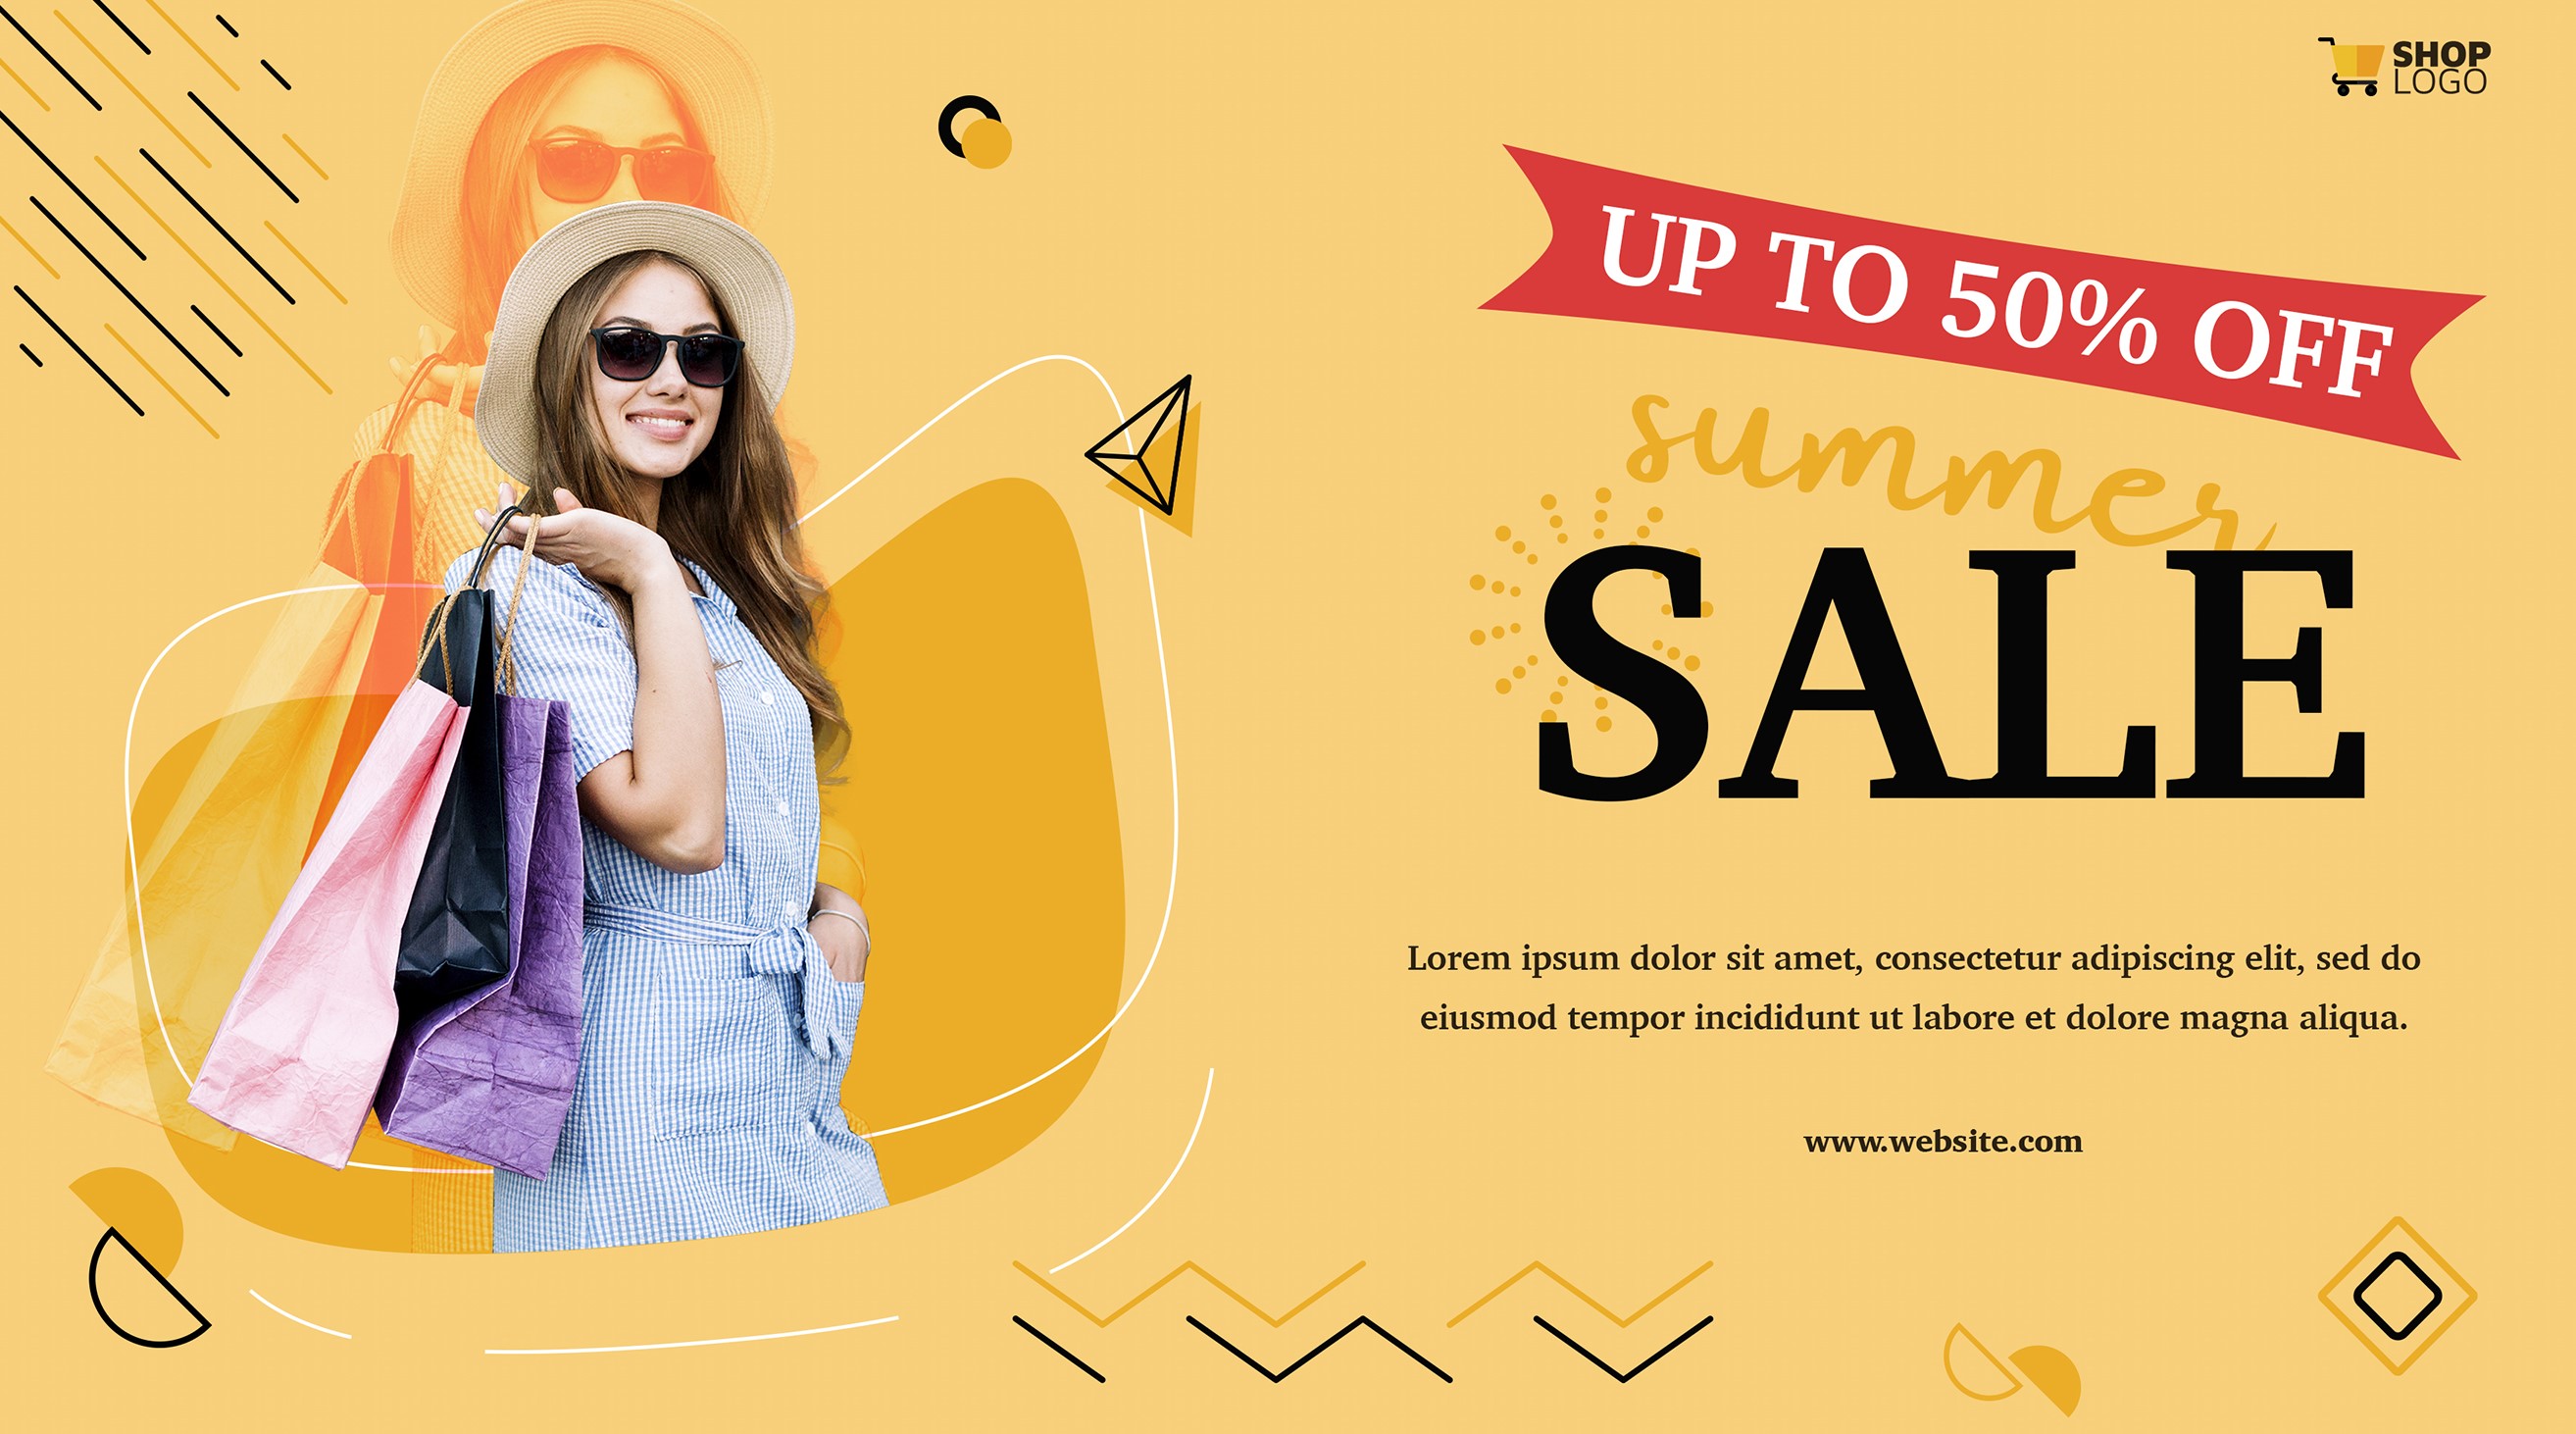 SHOP
LOGO
UP TO 50% OFF
summer
SALE
Lorem ipsum dolor sit amet, consectetur adipiscing elit, sed do
eiusmod tempor incididunt ut labore et dolore magna aliqua.
www.website.com